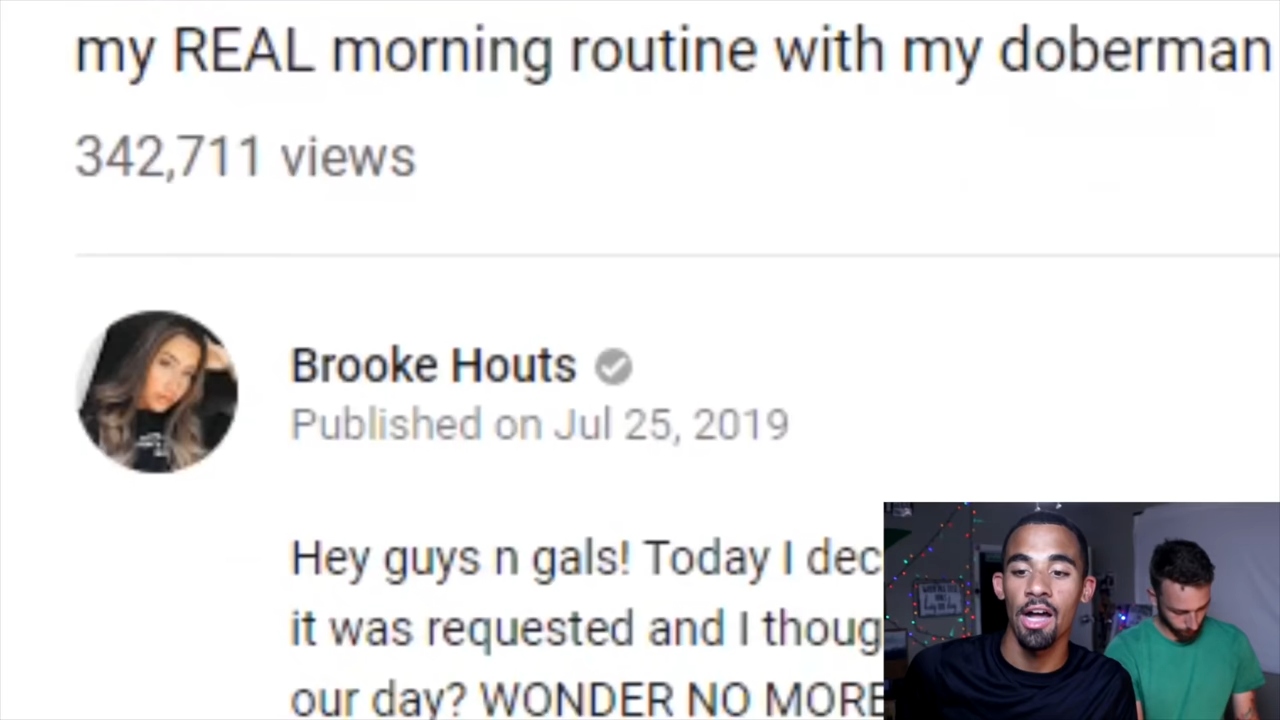 my REAL morning routine with my doberman
342,711 views
Brooke Houts
Published on Jul 25, 2019
Hey guys n gals! Today I dec
it was requested and I thoug
our day? WONDER NO MORE